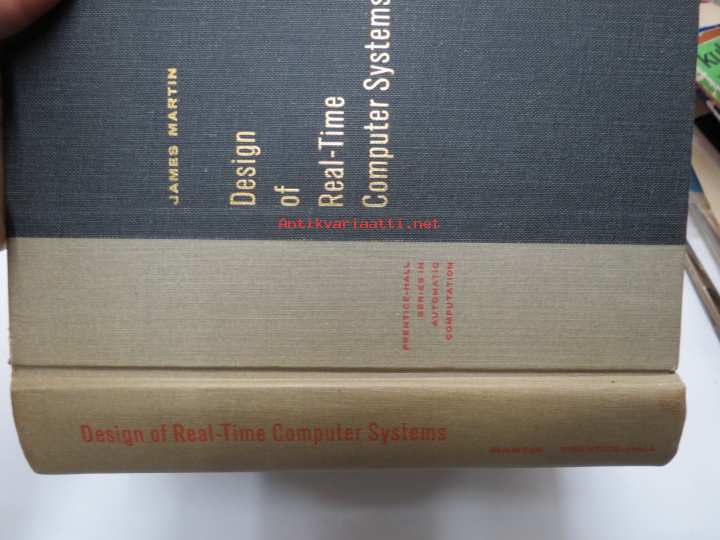 JAMES MARTIN
Design
of
Real-Time
Computer Systems
Antikvariaatti.net
PRENTICE-HALL
SERIES IN
AUTOMATIC
COMPUTATION
Design of Real-Time Computer Systems
MARTIN PRENTICE-HALL